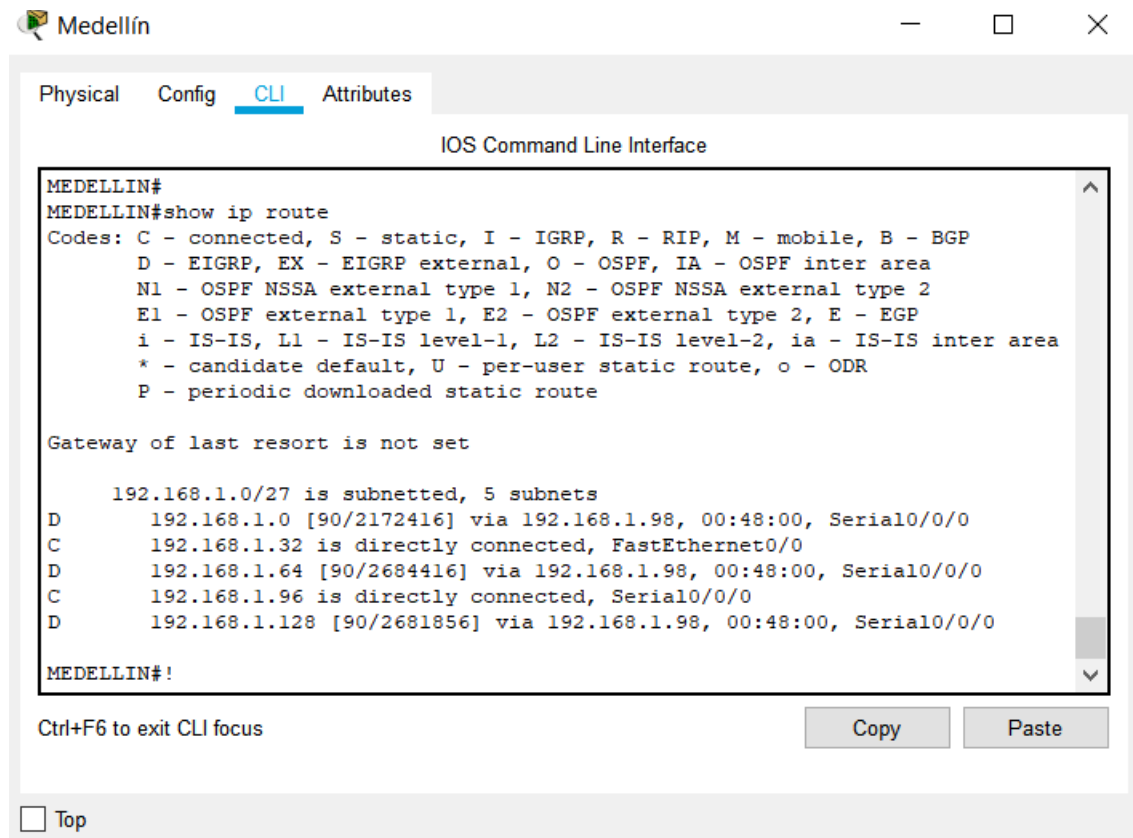 Medellín
Physical Config CLI Attributes
IOS Command Line Interface
MEDELLIN#
MEDELLIN#show ip route
Codes: C - connected, S - static, I - IGRP, R - RIP, M - mobile, B - BGP
       D - EIGRP, EX - EIGRP external, O - OSPF, IA - OSPF inter area
       N1 - OSPF NSSA external type 1, N2 - OSPF NSSA external type 2
       E1 - OSPF external type 1, E2 - OSPF external type 2, E - EGP
       i - IS-IS, L1 - IS-IS level-1, L2 - IS-IS level-2, ia - IS-IS inter area
       * - candidate default, U - per-user static route, o - ODR
       P - periodic downloaded static route
Gateway of last resort is not set
     192.168.1.0/27 is subnetted, 5 subnets
D       192.168.1.0 [90/2172416] via 192.168.1.98, 00:48:00, Serial0/0/0
C       192.168.1.32 is directly connected, FastEthernet0/0
D       192.168.1.64 [90/2684416] via 192.168.1.98, 00:48:00, Serial0/0/0
C       192.168.1.96 is directly connected, Serial0/0/0
D       192.168.1.128 [90/2681856] via 192.168.1.98, 00:48:00, Serial0/0/0
MEDELLIN#!
Ctrl+F6 to exit CLI focus Copy Paste
Top